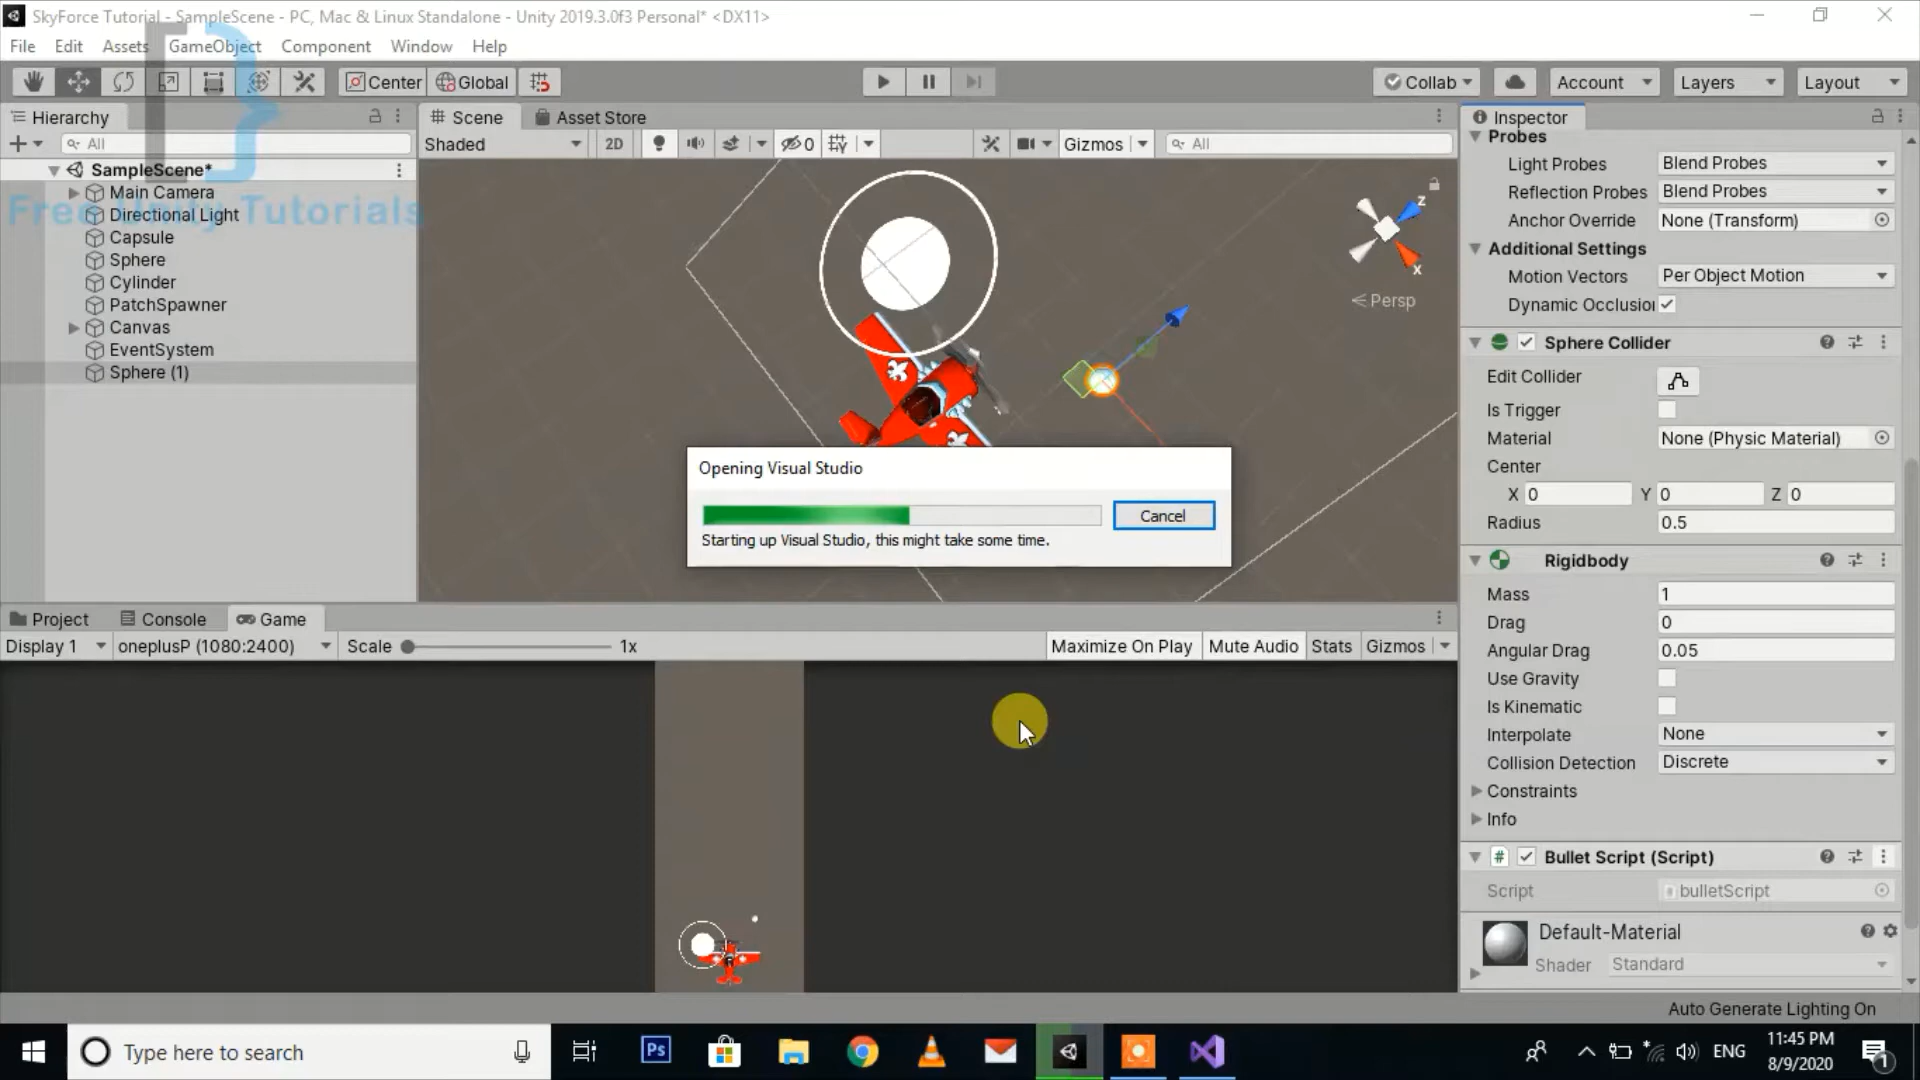 SkyForce Tutorial - SampleScene - PC, Mac & Linux Standalone - Unity 2019.3.0f3 Personal* <DX11>
File Edit Assets GameObject Component Window Help
Center Global Collab Account Layers Layout
Hierarchy
All
SampleScene*
Main Camera
Directional Light
Free Unity Tutorials
Capsule
Sphere
Cylinder
PatchSpawner
Canvas
EventSystem
Sphere (1)
Scene Asset Store
Shaded 2D 0 Gizmos All
z
x
Persp
Opening Visual Studio
Cancel
Starting up Visual Studio, this might take some time.
Project Console Game
Display 1 oneplusP (1080:2400) Scale 1x Maximize On Play Mute Audio Stats Gizmos
Inspector
Probes
Light Probes Blend Probes
Reflection Probes Blend Probes
Anchor Override None (Transform)
Additional Settings
Motion Vectors Per Object Motion
Dynamic Occlusio
Sphere Collider
Edit Collider
Is Trigger
Material None (Physic Material)
Center
X 0 Y 0 Z 0
Radius 0.5
Rigidbody
Mass 1
Drag 0
Angular Drag 0.05
Use Gravity
Is Kinematic
Interpolate None
Collision Detection Discrete
Constraints
Info
# Bullet Script (Script)
Script bulletScript
Default-Material
Shader Standard
Auto Generate Lighting On
Type here to search
Ps
ENG
11:45 PM
8/9/2020
1